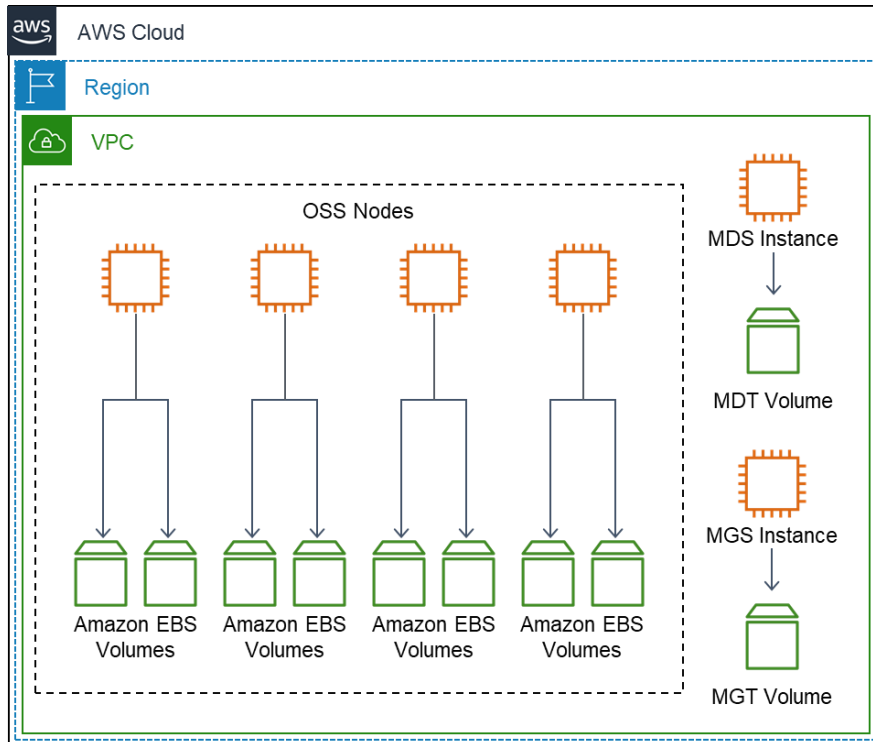 aws
AWS Cloud
Region
VPC
OSS Nodes
MDS Instance
MDT Volume
MGS Instance
Amazon EBS
Volumes
Amazon EBS
Volumes
Amazon EBS
Volumes
Amazon EBS
Volumes
MGT Volume